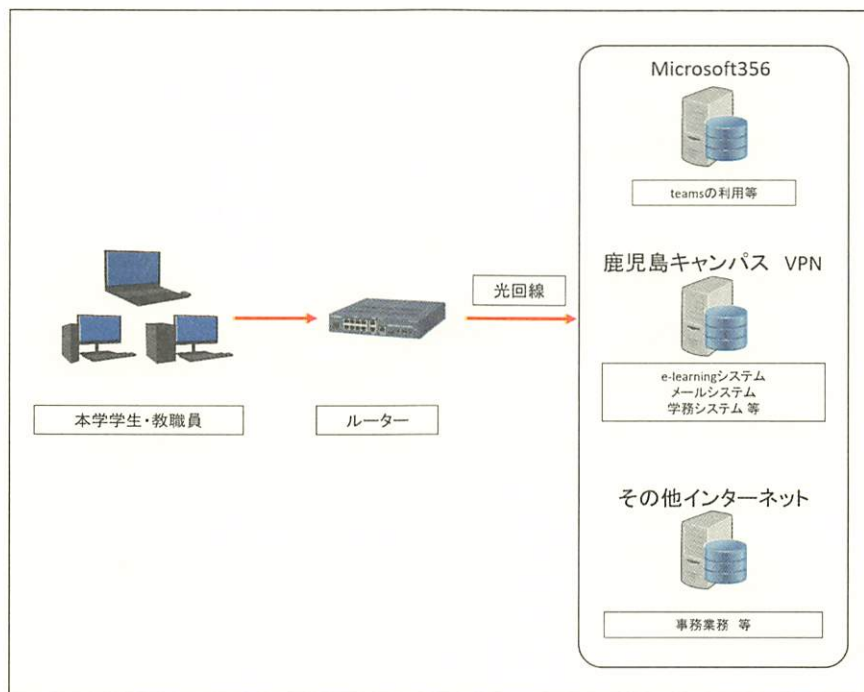 Microsoft356
teamsの利用等
鹿児島キャンパス VPN
光回線
e-learningシステム
メールシステム
学務システム 等
本学学生・教職員
ルーター
その他インターネット
事務業務 等